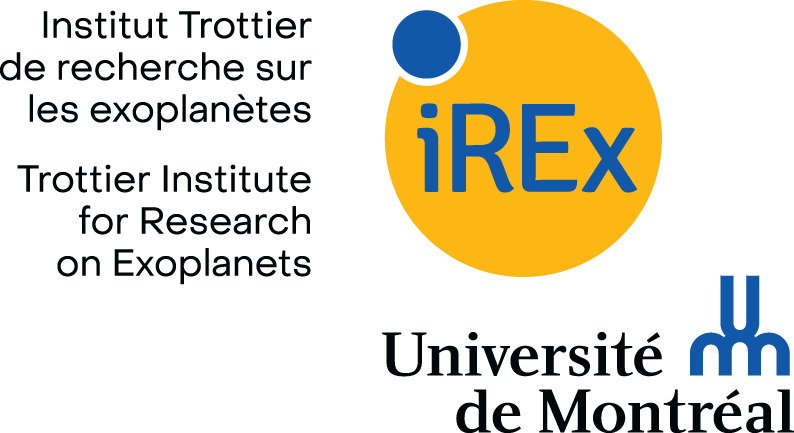 Institut Trottier
de recherche sur
les exoplanètes
Trottier Institute
for Research
on Exoplanets
iREx
Université
de Montréal